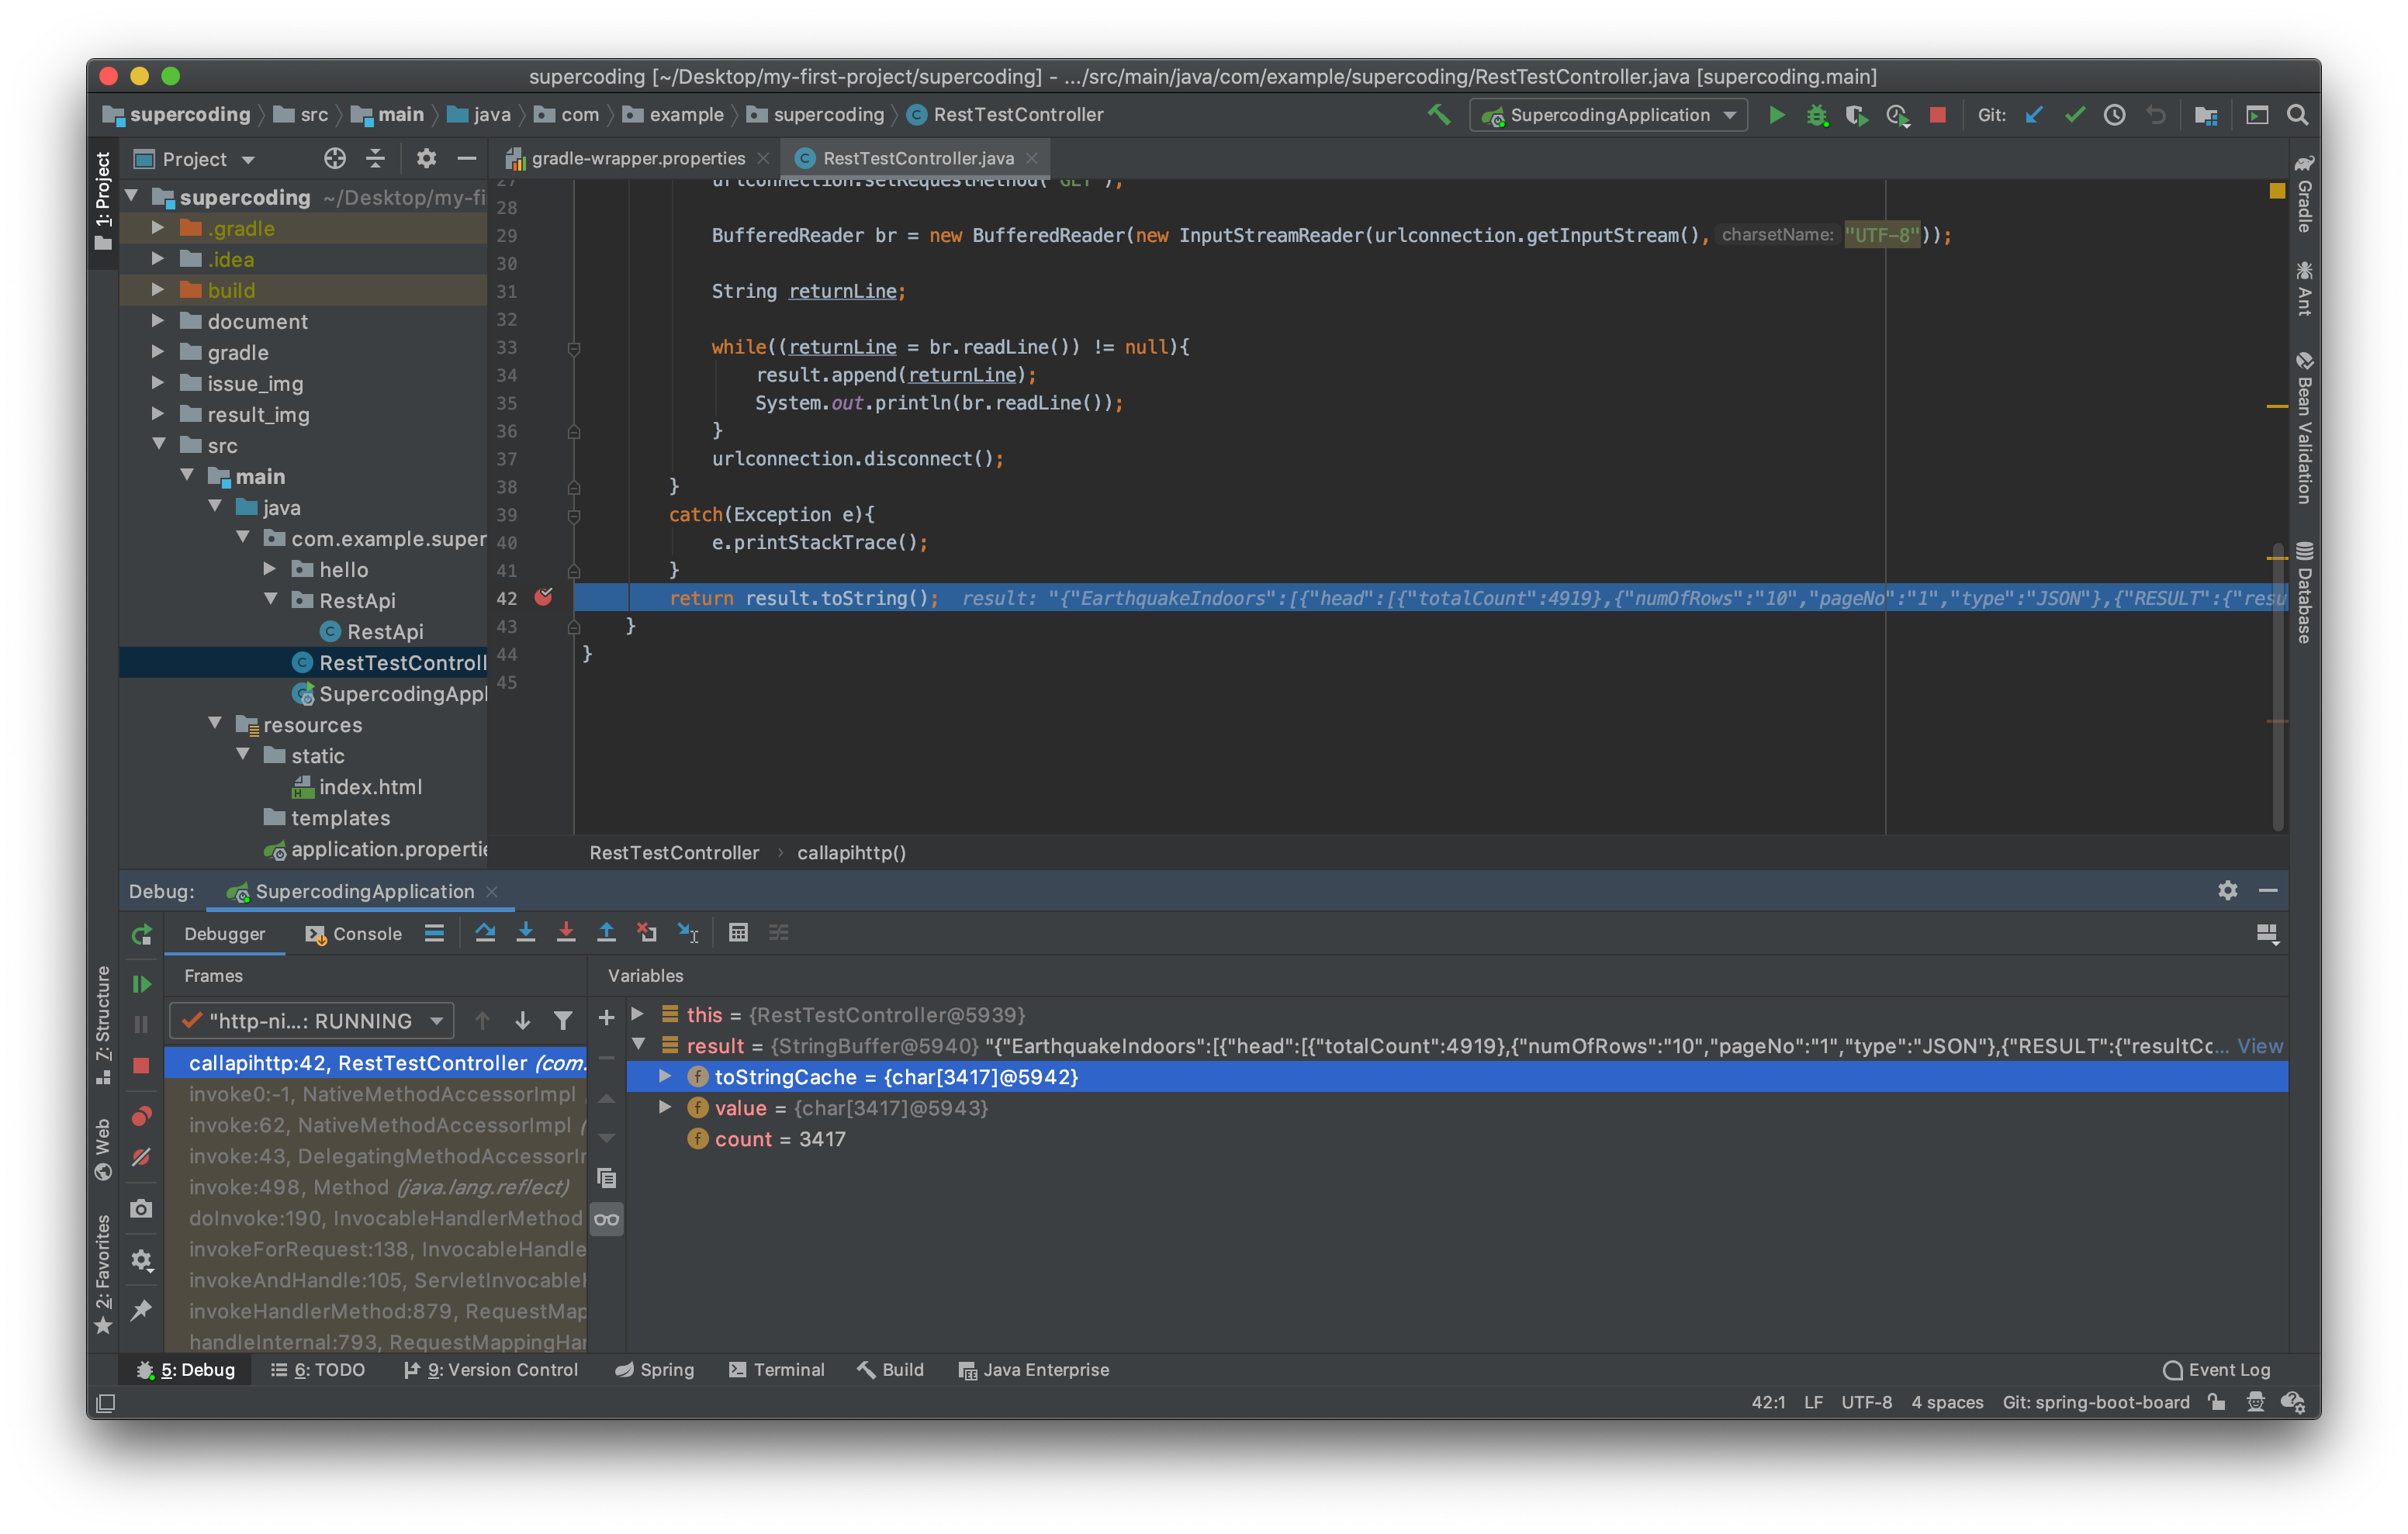 supercoding [~/Desktop/my-first-project/supercoding] - .../src/main/java/com/example/supercoding/RestTestController.java [supercoding.main]
supercoding src main java com example supercoding RestTestController SupercodingApplication Git:
1: Project
Project
gradle-wrapper.properties RestTestController.java
supercoding ~/Desktop/my-fi
.gradle
.idea
build
document
gradle
issue_img
result_img
src
main
java
com.example.super
hello
RestApi
RestApi
RestTestControll
SupercodingAppl
resources
static
index.html
templates
application.propertie
27 urlconnection.setRequestMethod("GET");
28
29 BufferedReader br = new BufferedReader(new InputStreamReader(urlconnection.getInputStream(), charsetName: "UTF-8"));
30
31 String returnLine;
32
33 while((returnLine = br.readLine()) != null){
34 result.append(returnLine);
35 System.out.println(br.readLine());
36 }
37 urlconnection.disconnect();
38 }
39 catch(Exception e){
40 e.printStackTrace();
41 }
42 return result.toString(); result: "{"EarthquakeIndoors":[{"head":[{"totalCount":4919},{"numOfRows":"10","pageNo":"1","type":"JSON"},{"RESULT":{"resu
43 }
44 }
45
RestTestController › callapihttp()
Gradle
Ant
Bean Validation
Database
Debug: SupercodingApplication
Debugger Console
Frames
"http-ni...: RUNNING
callapihttp:42, RestTestController (com.
invoke0:-1, NativeMethodAccessorImpl
invoke:62, NativeMethodAccessorImpl (
invoke:43, DelegatingMethodAccessorIr
invoke:498, Method (java.lang.reflect)
doInvoke:190, InvocableHandlerMethod
invokeForRequest:138, InvocableHandle
invokeAndHandle:105, ServletInvocableH
invokeHandlerMethod:879, RequestMap
handleInternal:793, RequestMappingHar
Variables
this = {RestTestController@5939}
result = {StringBuffer@5940} "{"EarthquakeIndoors":[{"head":[{"totalCount":4919},{"numOfRows":"10","pageNo":"1","type":"JSON"},{"RESULT":{"resultCc... View
toStringCache = {char[3417]@5942}
value = {char[3417]@5943}
count = 3417
7: Structure
Web
2: Favorites
5: Debug 6: TODO 9: Version Control Spring Terminal Build Java Enterprise Event Log
42:1 LF UTF-8 4 spaces Git: spring-boot-board